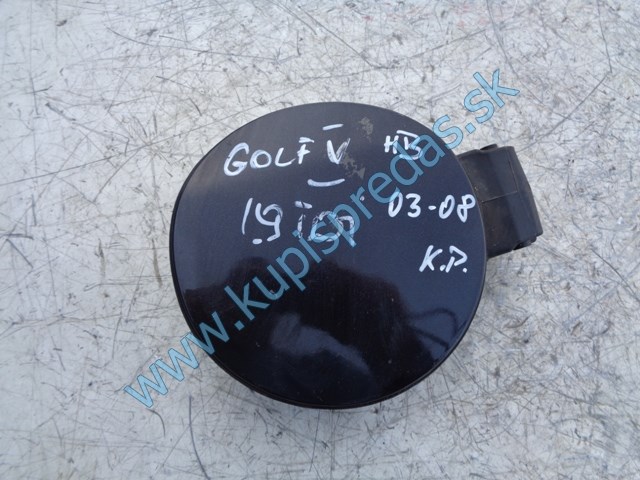 GOLF V HB
1.9 TDI 03-08
K.P.
www.kupispredas.sk